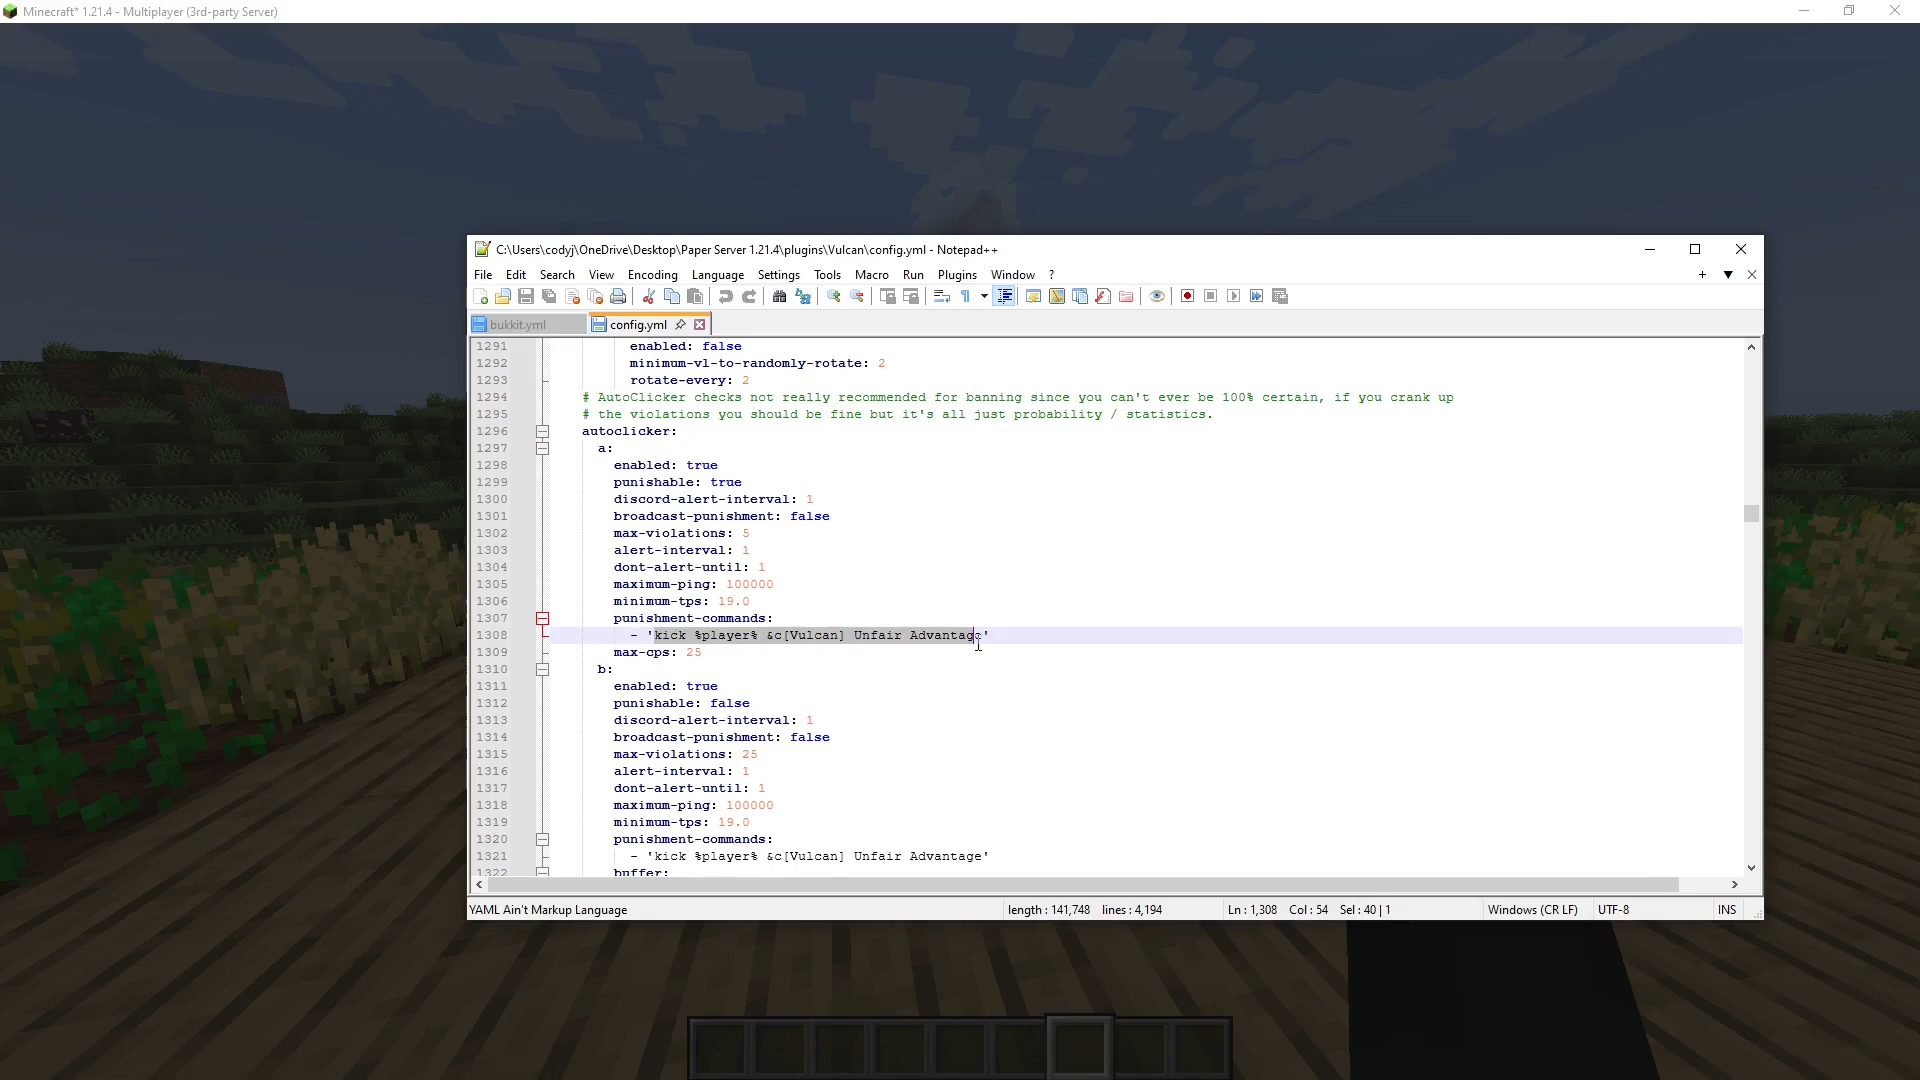 Minecraft* 1.21.4 - Multiplayer (3rd-party Server)
C:\Users\codyj\OneDrive\Desktop\Paper Server 1.21.4\plugins\Vulcan\config.yml - Notepad++
File Edit Search View Encoding Language Settings Tools Macro Run Plugins Window ?
bukkit.yml config.yml
1291 enabled: false
1292 minimum-vl-to-randomly-rotate: 2
1293 rotate-every: 2
1294 # AutoClicker checks not really recommended for banning since you can't ever be 100% certain, if you crank up
1295 # the violations you should be fine but it's all just probability / statistics.
1296 autoclicker:
1297 a:
1298 enabled: true
1299 punishable: true
1300 discord-alert-interval: 1
1301 broadcast-punishment: false
1302 max-violations: 5
1303 alert-interval: 1
1304 dont-alert-until: 1
1305 maximum-ping: 100000
1306 minimum-tps: 19.0
1307 punishment-commands:
1308 - 'kick %player% &c[Vulcan] Unfair Advantage'
1309 max-cps: 25
1310 b:
1311 enabled: true
1312 punishable: false
1313 discord-alert-interval: 1
1314 broadcast-punishment: false
1315 max-violations: 25
1316 alert-interval: 1
1317 dont-alert-until: 1
1318 maximum-ping: 100000
1319 minimum-tps: 19.0
1320 punishment-commands:
1321 - 'kick %player% &c[Vulcan] Unfair Advantage'
1322 buffer:
YAML Ain't Markup Language length : 141,748 lines : 4,194 Ln : 1,308 Col : 54 Sel : 40 | 1 Windows (CR LF) UTF-8 INS